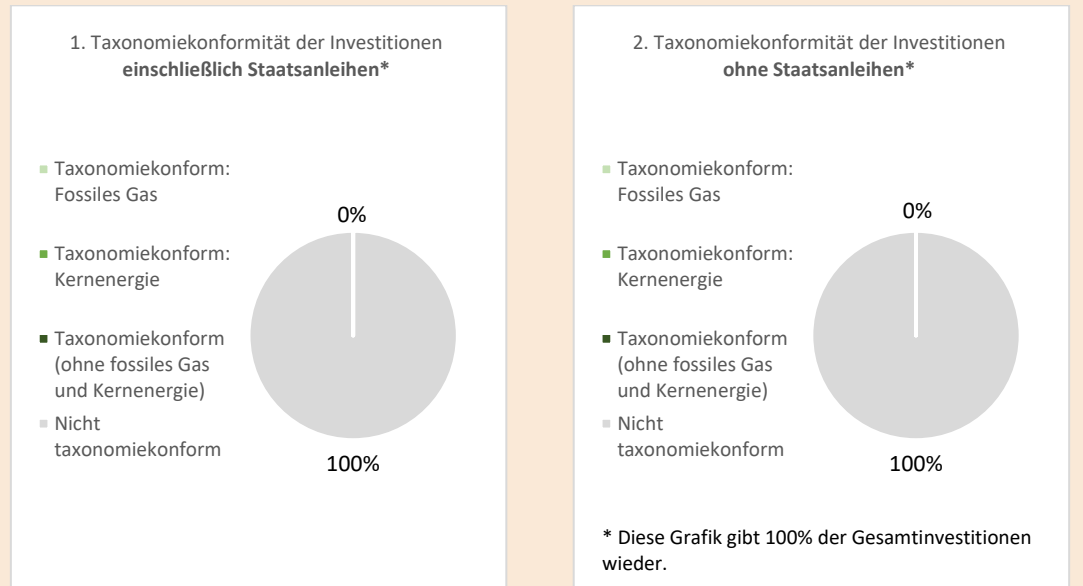 1. Taxonomiekonformität der Investitionen
einschließlich Staatsanleihen*
Taxonomiekonform:
Fossiles Gas
Taxonomiekonform:
Kernenergie
Taxonomiekonform
(ohne fossiles Gas
und Kernenergie)
Nicht
taxonomiekonform
0%
100%
2. Taxonomiekonformität der Investitionen
ohne Staatsanleihen*
Taxonomiekonform:
Fossiles Gas
Taxonomiekonform:
Kernenergie
Taxonomiekonform
(ohne fossiles Gas
und Kernenergie)
Nicht
taxonomiekonform
0%
100%
* Diese Grafik gibt 100% der Gesamtinvestitionen
wieder.